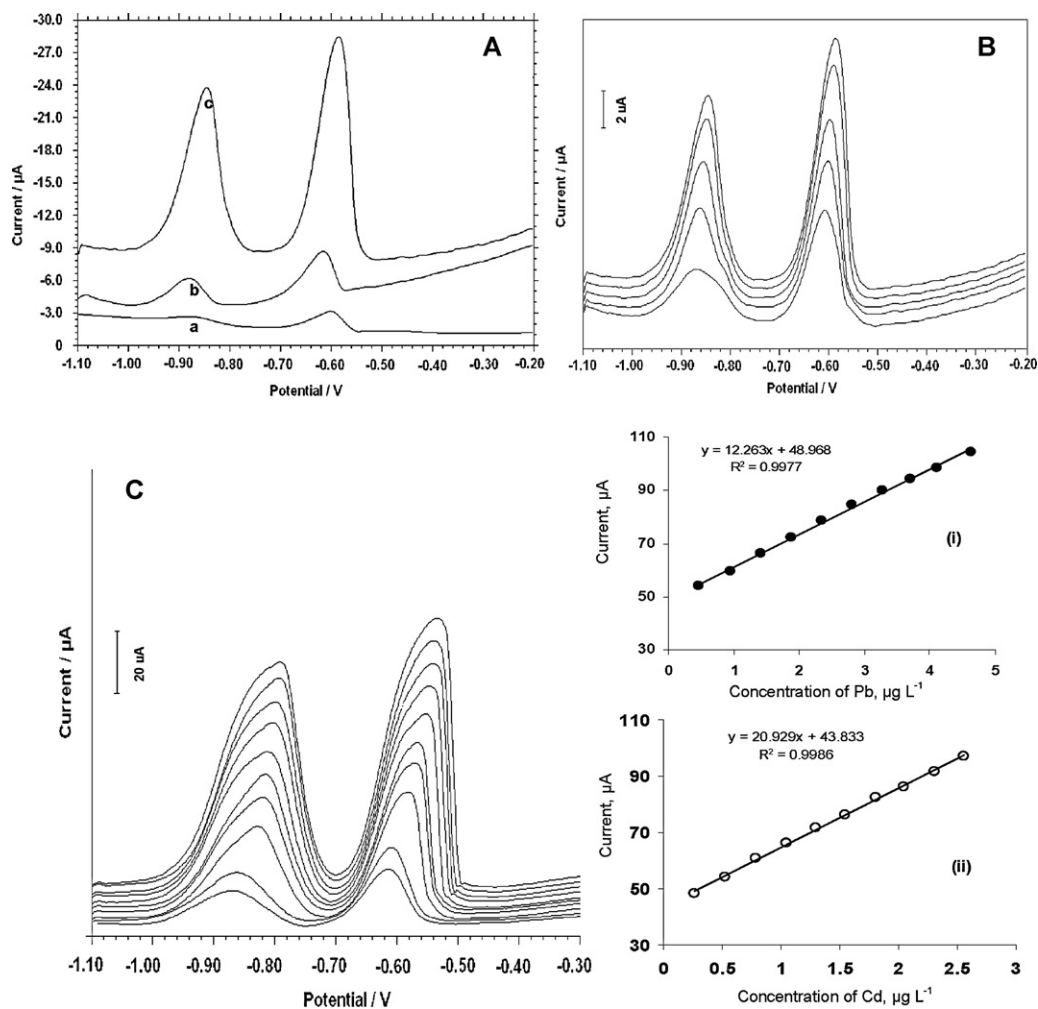 A
-30.0
-27.0
-24.0
-21.0
-18.0
-15.0
-12.0
-9.0
-6.0
-3.0
0
Current / µA
c
b
a
-1.10 -1.00 -0.90 -0.80 -0.70 -0.60 -0.50 -0.40 -0.30 -0.20
Potential / V
B
2 uA
Current / µA
-1.10 -1.00 -0.90 -0.80 -0.70 -0.60 -0.50 -0.40 -0.30 -0.20
Potential / V
C
20 uA
Current / µA
-1.10 -1.00 -0.90 -0.80 -0.70 -0.60 -0.50 -0.40 -0.30
Potential / V
110
90
70
50
30
Current, µA
y = 12.263x + 48.968
R² = 0.9977
(i)
0 1 2 3 4 5
Concentration of Pb, µg L⁻¹
110
90
70
50
30
Current, µA
y = 20.929x + 43.833
R² = 0.9986
(ii)
0 0.5 1 1.5 2 2.5 3
Concentration of Cd, µg L⁻¹